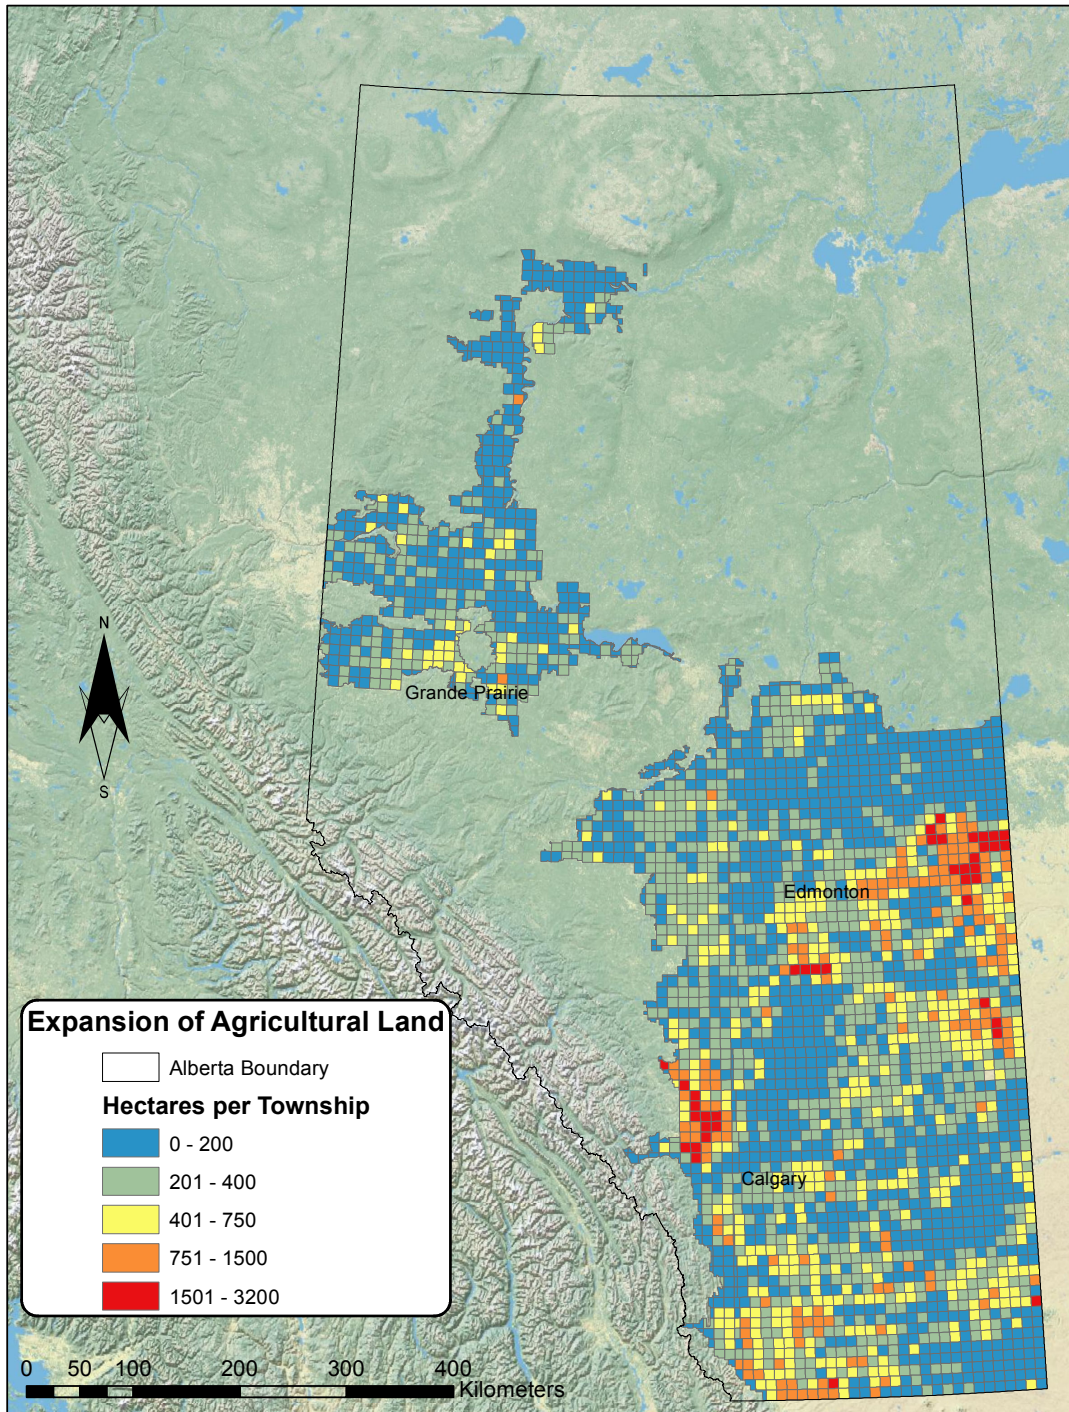 N
S
Grande Prairie
Edmonton
Calgary
Expansion of Agricultural Land
Alberta Boundary
Hectares per Township
0 - 200
201 - 400
401 - 750
751 - 1500
1501 - 3200
0 50 100 200 300 400
Kilometers